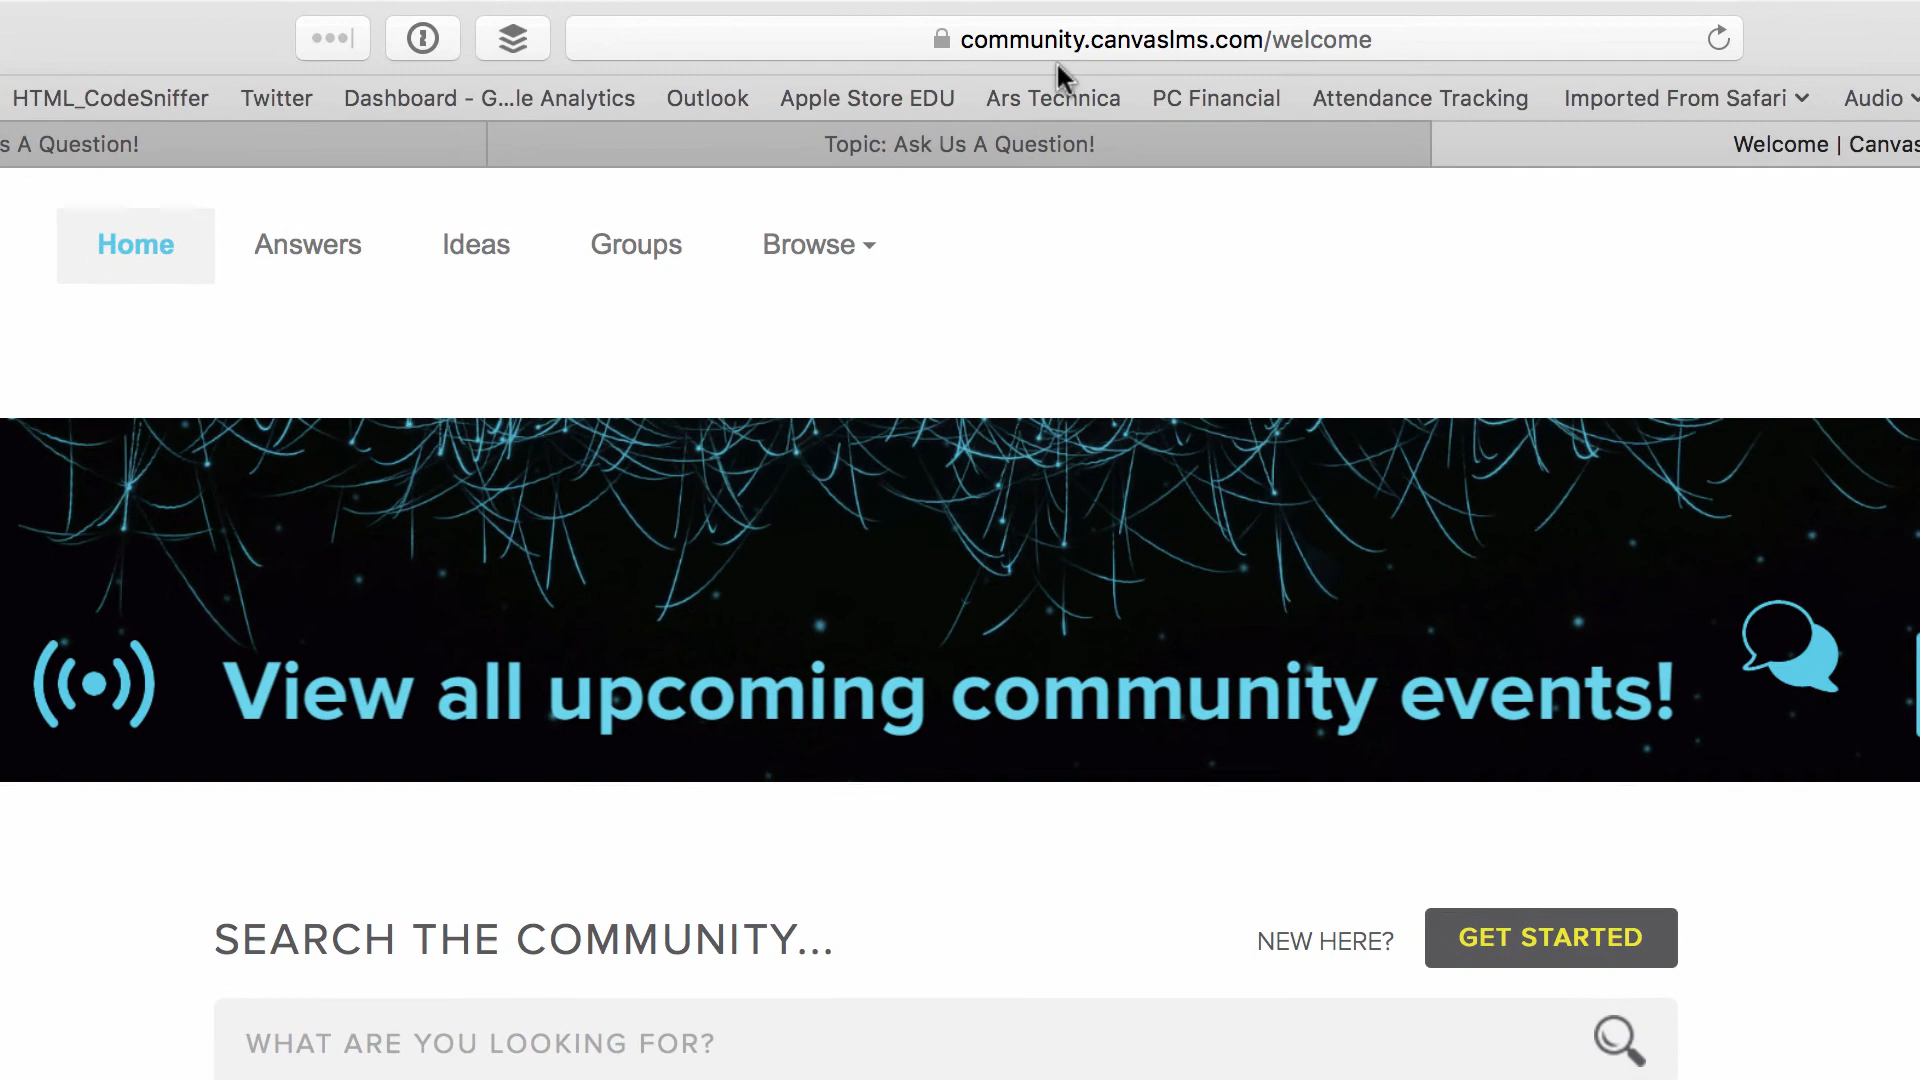 community.canvaslms.com/welcome
HTML_CodeSniffer Twitter Dashboard - G...le Analytics Outlook Apple Store EDU Ars Technica PC Financial Attendance Tracking Imported From Safari Audio
s A Question! Topic: Ask Us A Question! Welcome | Canvas
Home Answers Ideas Groups Browse
View all upcoming community events!
SEARCH THE COMMUNITY... NEW HERE? GET STARTED
WHAT ARE YOU LOOKING FOR?